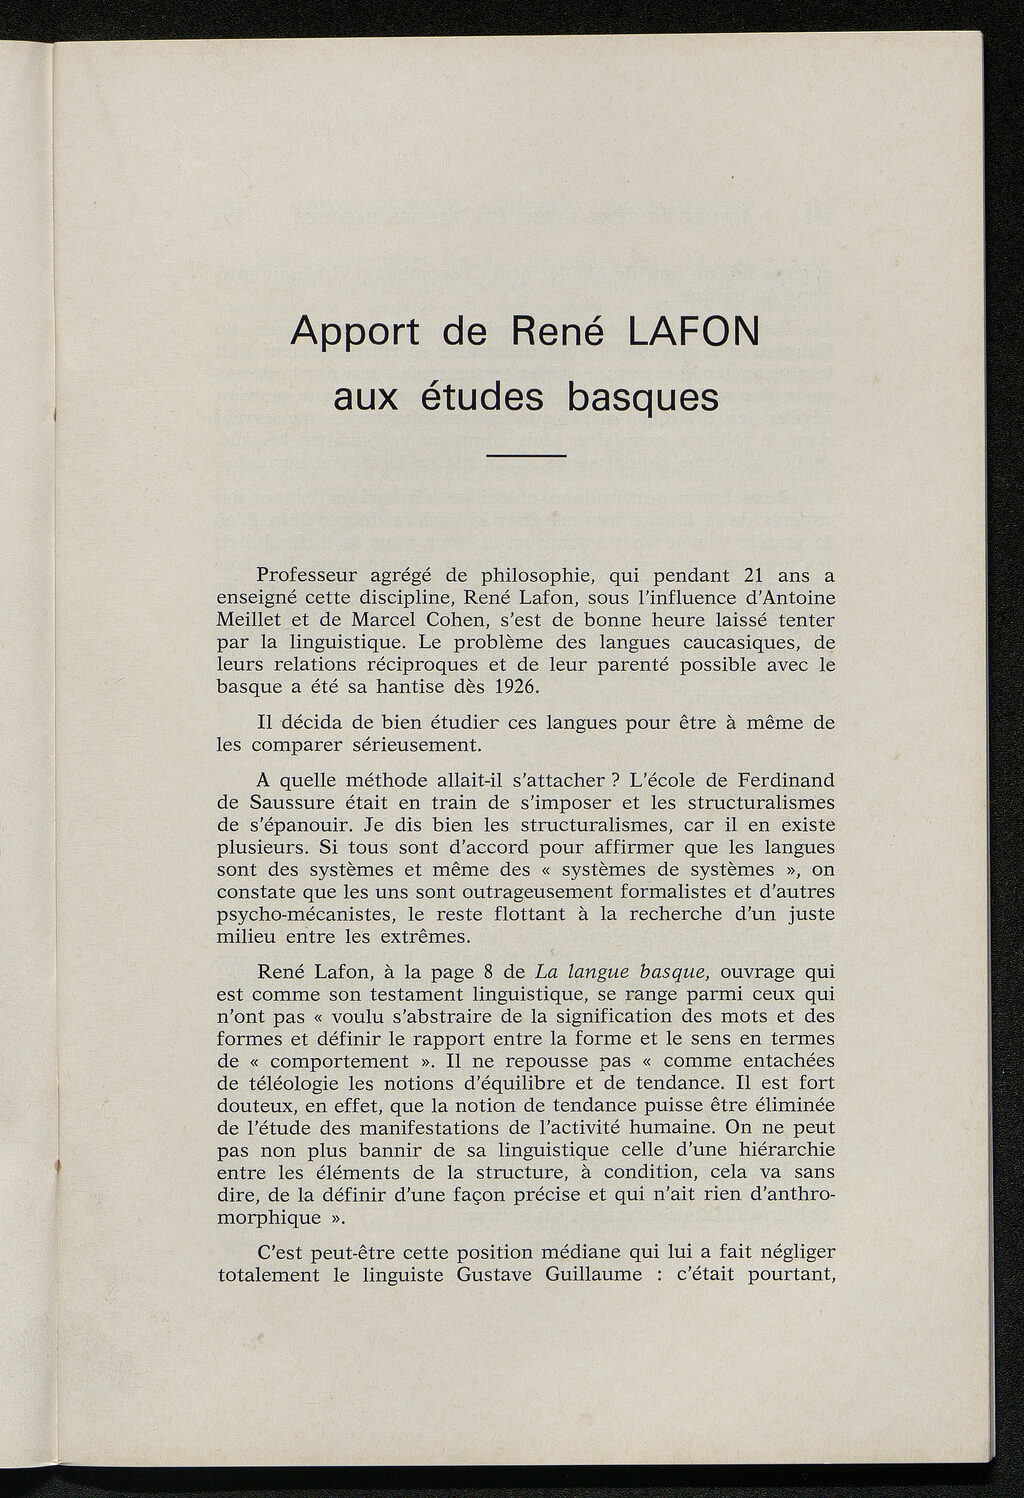 Apport de René LAFON
aux études basques
Professeur agrégé de philosophie, qui pendant 21 ans a
enseigné cette discipline, René Lafon, sous l'influence d'Antoine
Meillet et de Marcel Cohen, s'est de bonne heure laissé tenter
par la linguistique. Le problème des langues caucasiques, de
leurs relations réciproques et de leur parenté possible avec le
basque a été sa hantise dès 1926.
Il décida de bien étudier ces langues pour être à même de
les comparer sérieusement.
A quelle méthode allait-il s'attacher ? L'école de Ferdinand
de Saussure était en train de s'imposer et les structuralismes
de s'épanouir. Je dis bien les structuralismes, car il en existe
plusieurs. Si tous sont d'accord pour affirmer que les langues
sont des systèmes et même des « systèmes de systèmes », on
constate que les uns sont outrageusement formalistes et d'autres
psycho-mécanistes, le reste flottant à la recherche d'un juste
milieu entre les extrêmes.
René Lafon, à la page 8 de La langue basque, ouvrage qui
est comme son testament linguistique, se range parmi ceux qui
n'ont pas « voulu s'abstraire de la signification des mots et des
formes et définir le rapport entre la forme et le sens en termes
de « comportement ». Il ne repousse pas « comme entachées
de téléologie les notions d'équilibre et de tendance. Il est fort
douteux, en effet, que la notion de tendance puisse être éliminée
de l'étude des manifestations de l'activité humaine. On ne peut
pas non plus bannir de sa linguistique celle d'une hiérarchie
entre les éléments de la structure, à condition, cela va sans
dire, de la définir d'une façon précise et qui n'ait rien d'anthro-
morphique ».
C'est peut-être cette position médiane qui lui a fait négliger
totalement le linguiste Gustave Guillaume : c'était pourtant,